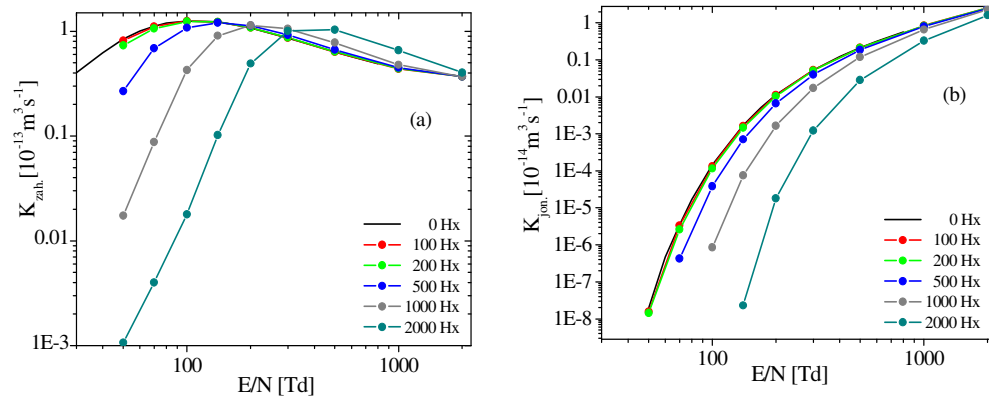 1
0.1
0.01
1E-3
K_zah. [10^-13 m^3 s^-1]
(a)
0 Hx
100 Hx
200 Hx
500 Hx
1000 Hx
2000 Hx
100
1000
E/N [Td]
1
0.1
0.01
1E-3
1E-4
1E-5
1E-6
1E-7
1E-8
K_jon. [10^-14 m^3 s^-1]
(b)
0 Hx
100 Hx
200 Hx
500 Hx
1000 Hx
2000 Hx
100
1000
E/N [Td]